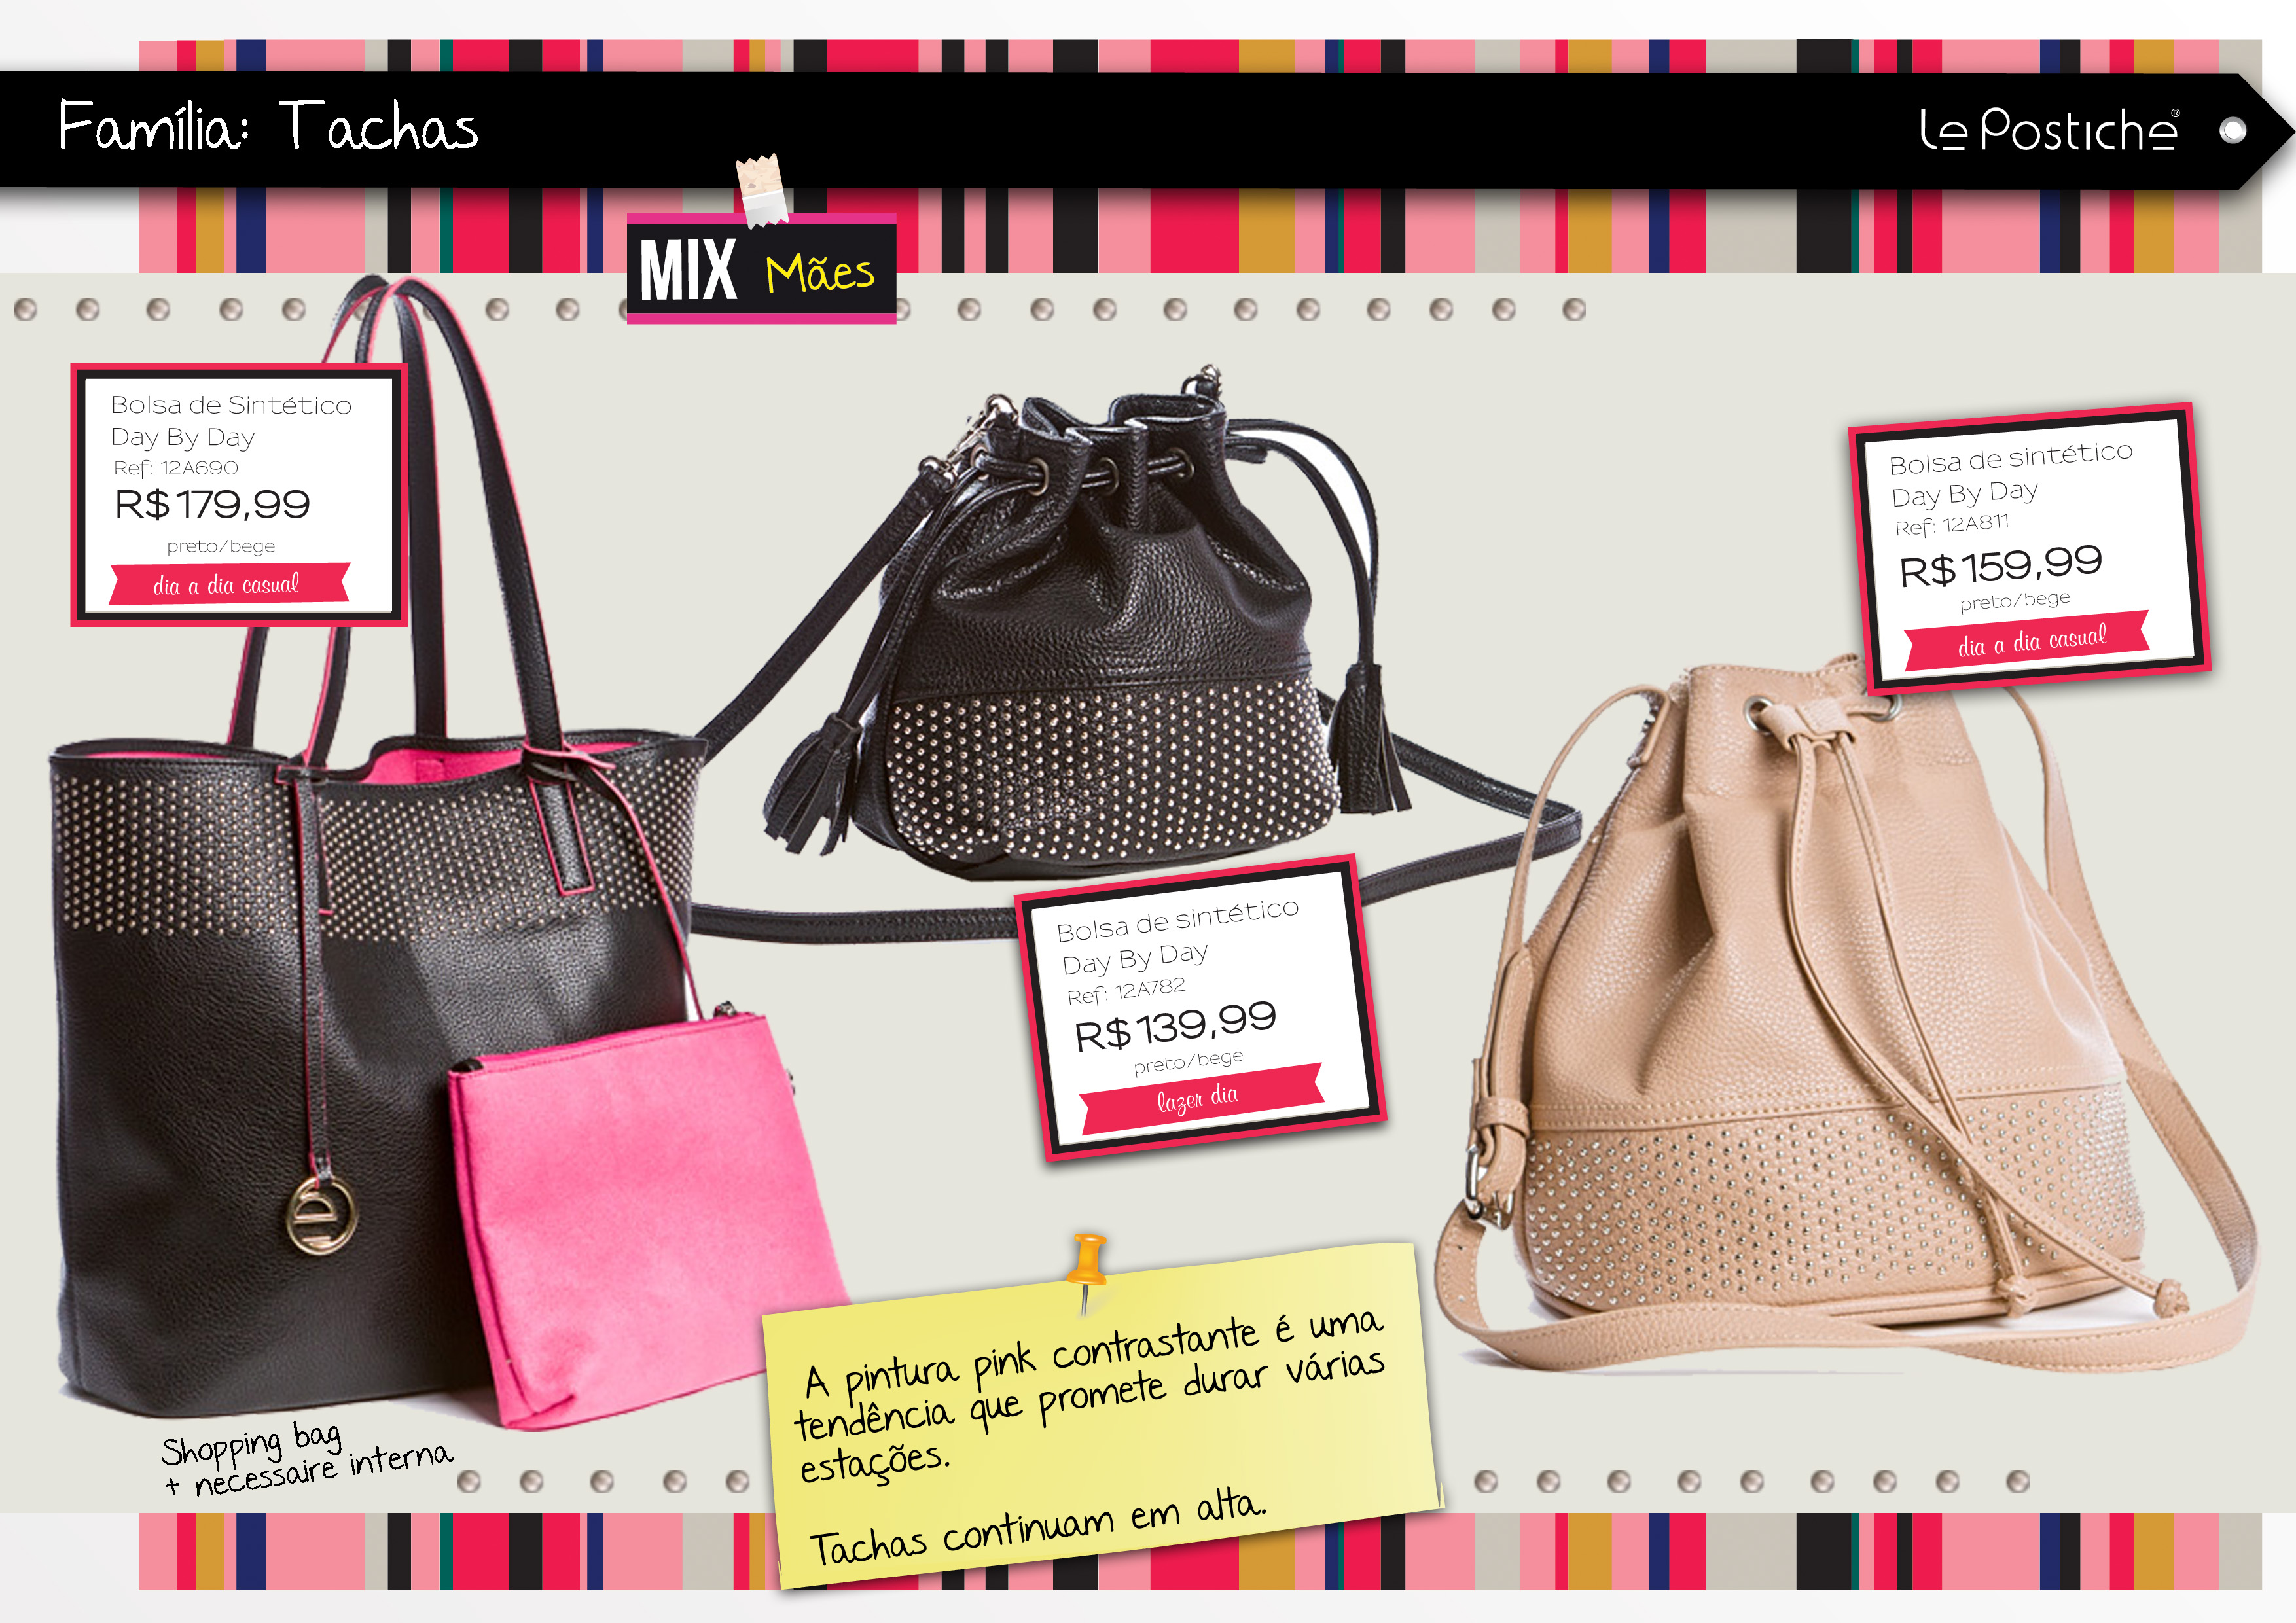 Família: Tachas
Le Postiche®
MIX Mães
Bolsa de Sintético
Day By Day
Ref: 12A690
R$179,99
preto/bege
dia a dia casual
Bolsa de sintético
Day By Day
Ref: 12A811
R$159,99
preto/bege
dia a dia casual
Bolsa de sintético
Day By Day
Ref: 12A782
R$139,99
preto/bege
lazer dia
A pintura pink contrastante é uma
tendência que promete durar várias
estações.
Tachas continuam em alta.
Shopping bag
+ necessaire interna